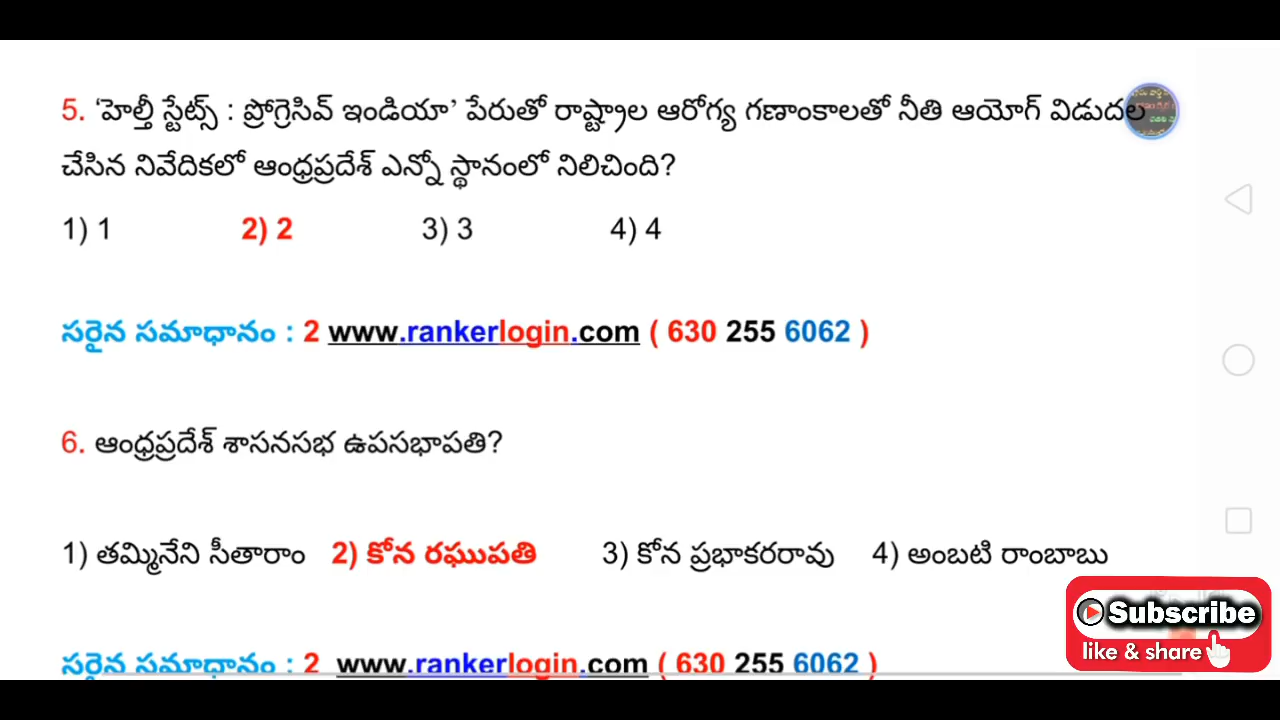 5. ‘హెల్తీ స్టేట్స్ : ప్రోగ్రెసివ్ ఇండియా’ పేరుతో రాష్ట్రాల ఆరోగ్య గణాంకాలతో నీతి ఆయోగ్ విడుదల
చేసిన నివేదికలో ఆంధ్రప్రదేశ్ ఎన్నో స్థానంలో నిలిచింది?
1) 1 2) 2 3) 3 4) 4
సరైన సమాధానం : 2 www.rankerlogin.com ( 630 255 6062 )
6. ఆంధ్రప్రదేశ్ శాసనసభ ఉపసభాపతి?
1) తమ్మినేని సీతారాం 2) కోన రఘుపతి 3) కోన ప్రభాకరరావు 4) అంబటి రాంబాబు
Subscribe
like & share
సరైన సమాధానం : 2 www.rankerlogin.com ( 630 255 6062 )